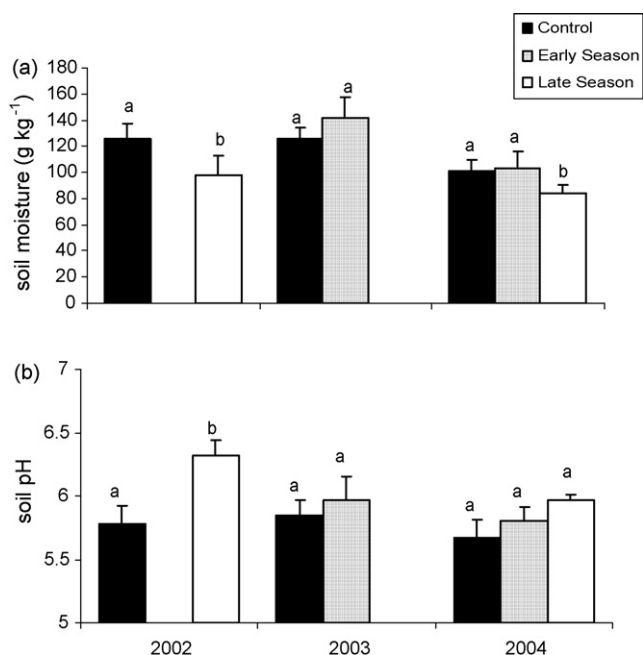 Control
Early Season
Late Season
(a)
soil moisture (g kg⁻¹)
180
160
140
120
100
80
60
40
20
0
a
b
a
a
a
a
b
(b)
soil pH
7
6.5
6
5.5
5
a
b
a
a
a
a
a
2002
2003
2004